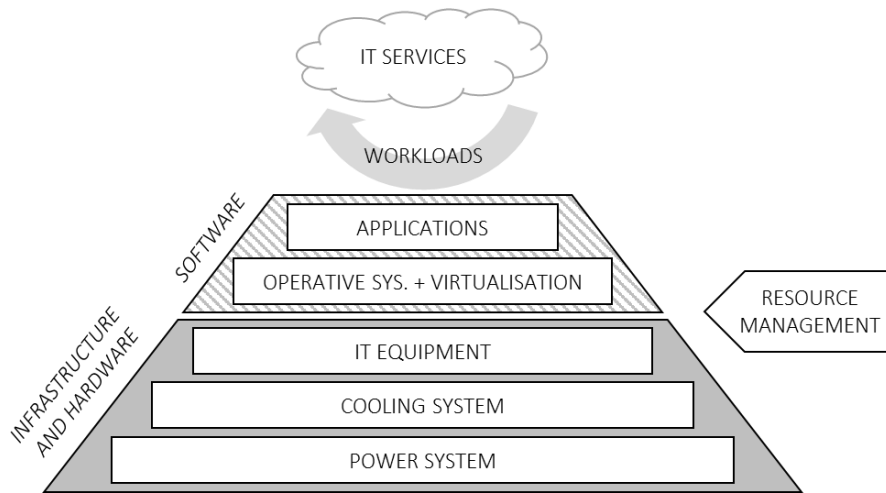 IT SERVICES
WORKLOADS
SOFTWARE
APPLICATIONS
OPERATIVE SYS. + VIRTUALISATION
RESOURCE
MANAGEMENT
INFRASTRUCTURE
AND HARDWARE
IT EQUIPMENT
COOLING SYSTEM
POWER SYSTEM